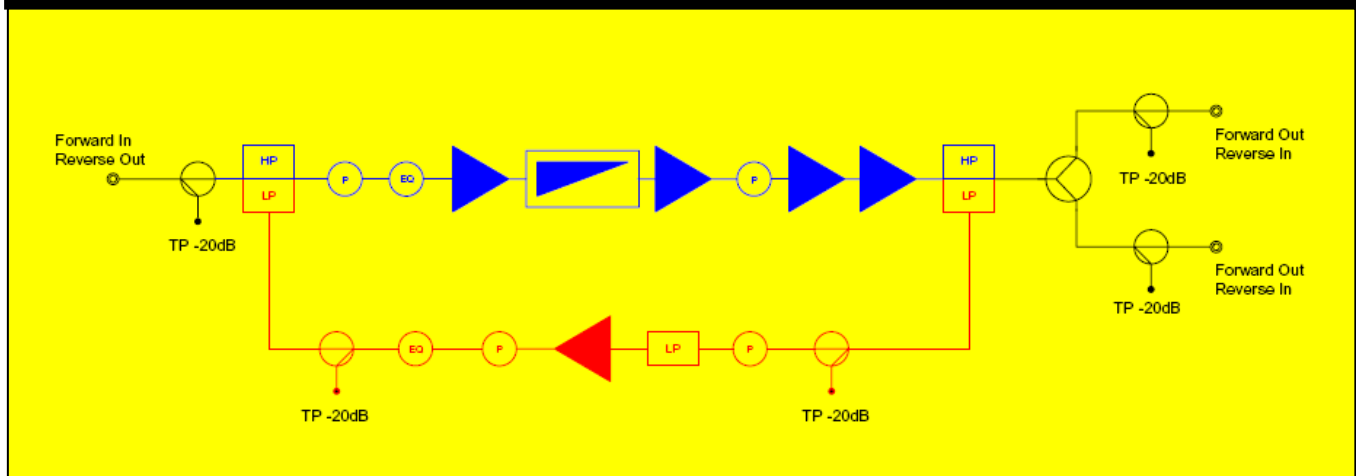 Forward In
Reverse Out
TP -20dB
HP
LP
P
EQ
P
HP
LP
TP -20dB
Forward Out
Reverse In
TP -20dB
Forward Out
Reverse In
EQ
P
LP
P
TP -20dB
TP -20dB